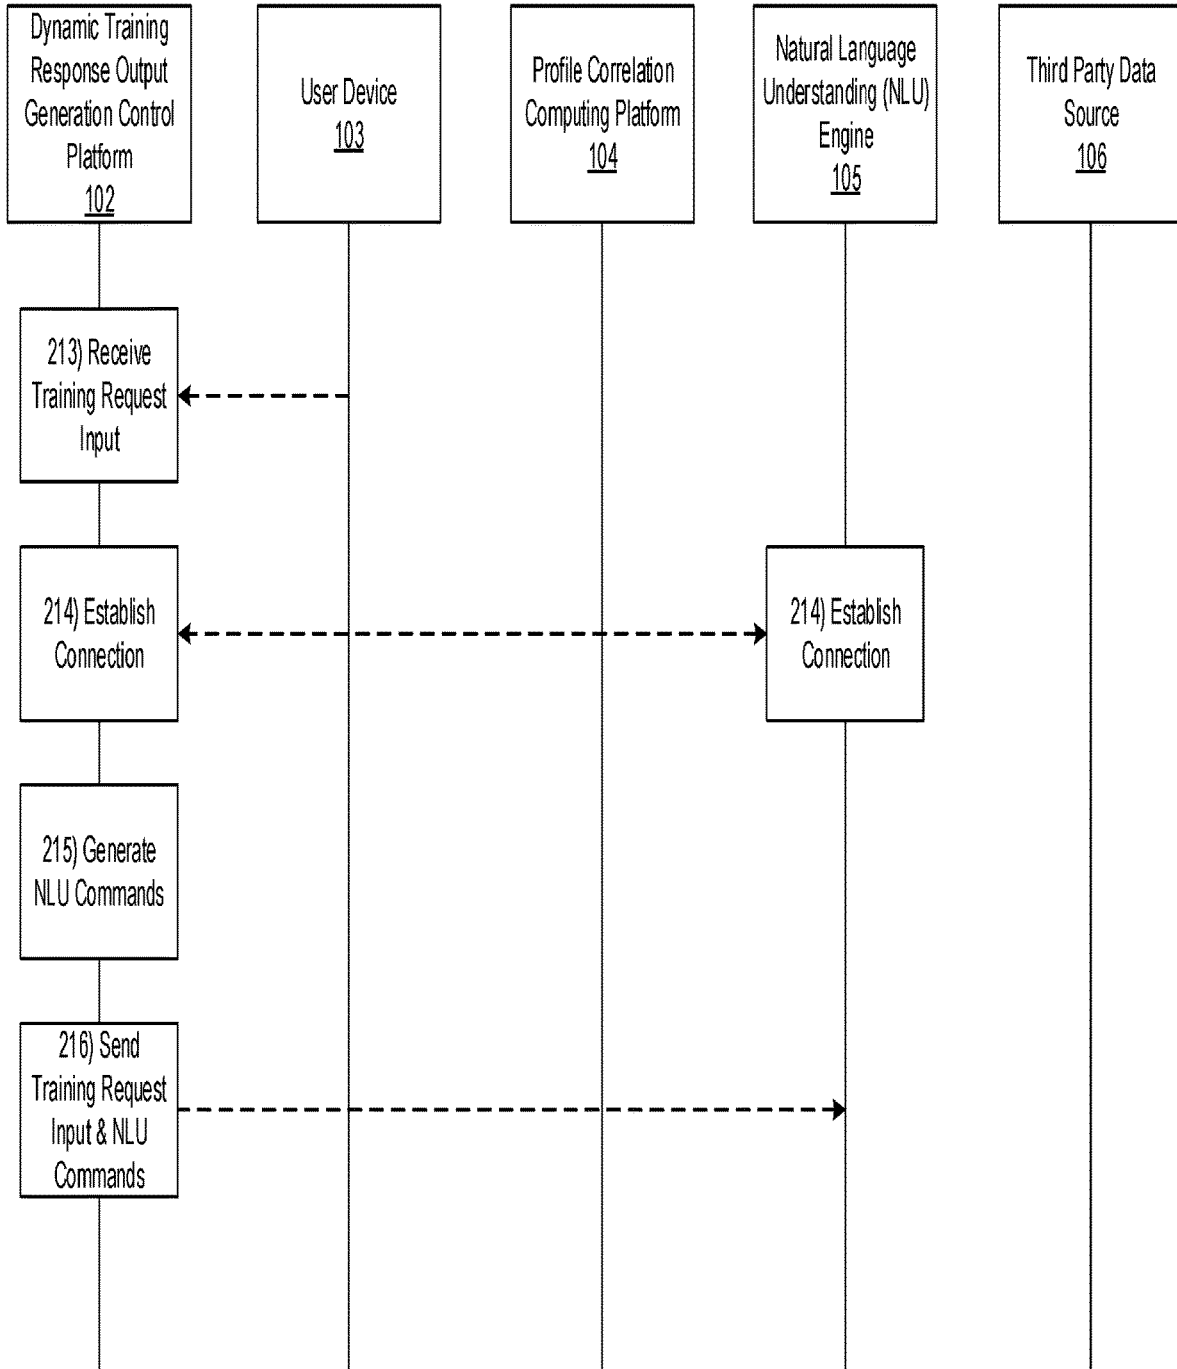 Dynamic Training
Response Output
Generation Control
Platform
102
User Device
103
Profile Correlation
Computing Platform
104
Natural Language
Understanding (NLU)
Engine
105
Third Party Data
Source
106
213) Receive
Training Request
Input
214) Establish
Connection
214) Establish
Connection
215) Generate
NLU Commands
216) Send
Training Request
Input & NLU
Commands